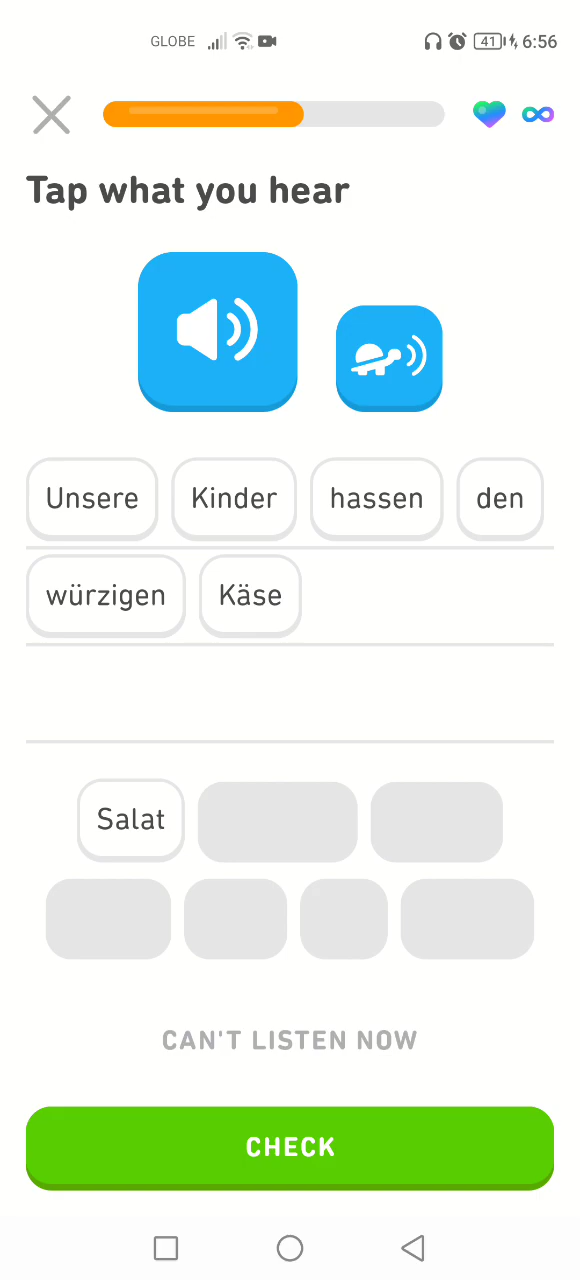 GLOBE 41 6:56
Tap what you hear
Unsere Kinder hassen den
würzigen Käse
Salat
CAN'T LISTEN NOW
CHECK